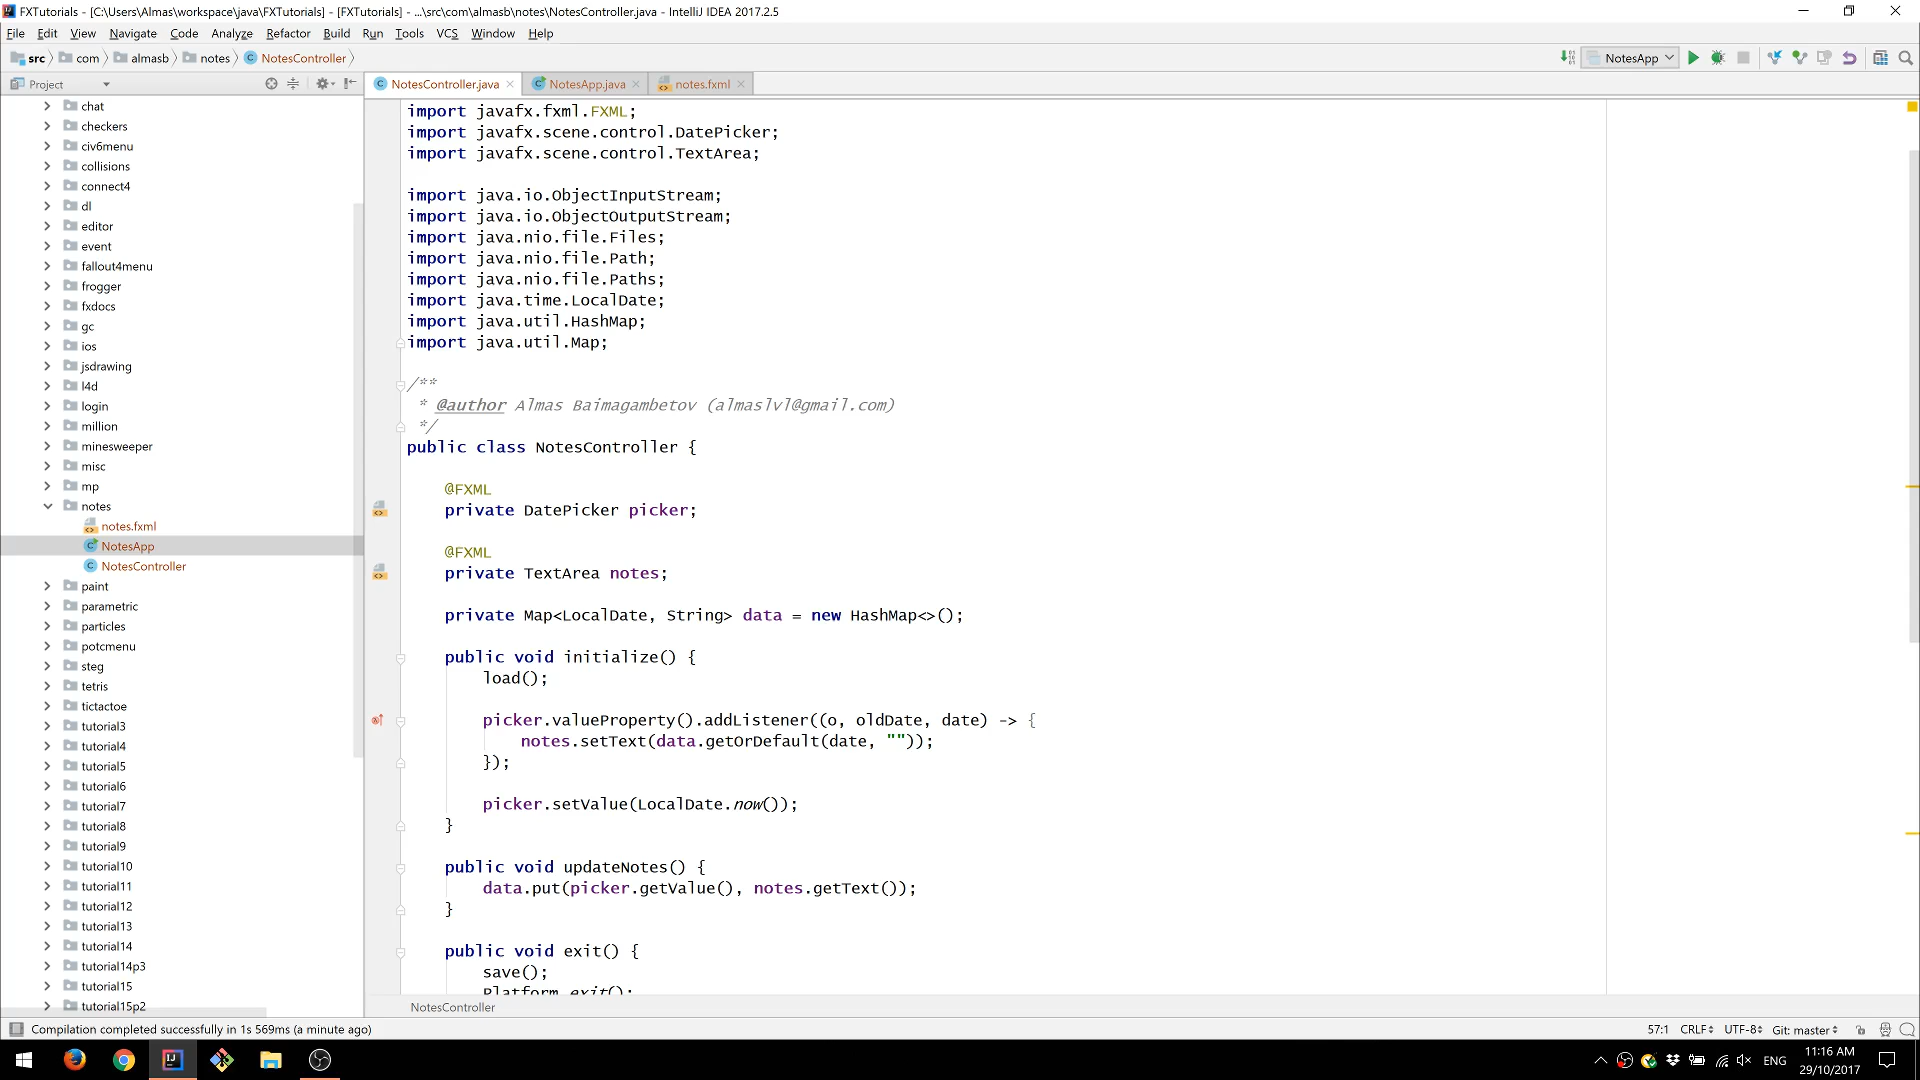 FXTutorials - [C:\Users\Almas\workspace\java\FXTutorials] - [FXTutorials] - ...\src\com\almasb\notes\NotesController.java - IntelliJ IDEA 2017.2.5
File Edit View Navigate Code Analyze Refactor Build Run Tools VCS Window Help
src com almasb notes NotesController NotesApp
Project NotesController.java NotesApp.java notes.fxml
chat
checkers
civ6menu
collisions
connect4
dl
editor
event
fallout4menu
frogger
fxdocs
gc
ios
jsdrawing
l4d
login
million
minesweeper
misc
mp
notes
notes.fxml
NotesApp
NotesController
paint
parametric
particles
potcmenu
steg
tetris
tictactoe
tutorial3
tutorial4
tutorial5
tutorial6
tutorial7
tutorial8
tutorial9
tutorial10
tutorial11
tutorial12
tutorial13
tutorial14
tutorial14p3
tutorial15
tutorial15p2
import javafx.fxml.FXML;
import javafx.scene.control.DatePicker;
import javafx.scene.control.TextArea;
import java.io.ObjectInputStream;
import java.io.ObjectOutputStream;
import java.nio.file.Files;
import java.nio.file.Path;
import java.nio.file.Paths;
import java.time.LocalDate;
import java.util.HashMap;
import java.util.Map;
/**
* @author Almas Baimagambetov (almaslvl@gmail.com)
*/
public class NotesController {
@FXML
private DatePicker picker;
@FXML
private TextArea notes;
private Map<LocalDate, String> data = new HashMap<>();
public void initialize() {
load();
picker.valueProperty().addListener((o, oldDate, date) -> {
notes.setText(data.getOrDefault(date, ""));
});
picker.setValue(LocalDate.now());
}
public void updateNotes() {
data.put(picker.getValue(), notes.getText());
}
public void exit() {
save();
Platform.exit();
NotesController
Compilation completed successfully in 1s 569ms (a minute ago) 57:1 CRLF UTF-8 Git: master
ENG 11:16 AM
29/10/2017